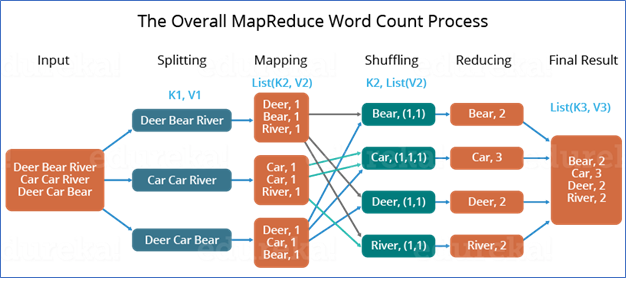 The Overall MapReduce Word Count Process
Input
Splitting
Mapping
Shuffling
Reducing
Final Result
K1, V1
List(K2, V2)
K2, List(V2)
List(K3, V3)
Deer Bear River
Car Car River
Deer Car Bear
Deer Bear River
Car Car River
Deer Car Bear
Deer, 1
Bear, 1
River, 1
Car, 1
Car, 1
River, 1
Deer, 1
Car, 1
Bear, 1
Bear, (1,1)
Car, (1,1,1)
Deer, (1,1)
River, (1,1)
Bear, 2
Car, 3
Deer, 2
River, 2
Bear, 2
Car, 3
Deer, 2
River, 2